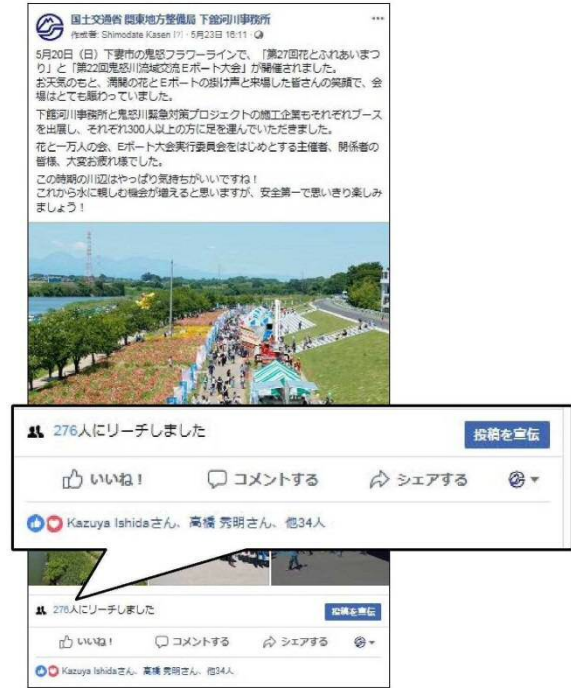 国土交通省 関東地方整備局 下館河川事務所
作成者: Shimodate Kasen [?]・5月23日 16:11・
5月20日（日）下妻市の鬼怒フラワーラインで、「第27回花とふれあいまつ
り」と「第22回鬼怒川流域交流Eボート大会」が開催されました。
お天気のもと、満開の花とEボートの掛け声と来場した皆さんの笑顔で、会
場はとても賑わっていました。
下館河川事務所と鬼怒川緊急対策プロジェクトの施工企業もそれぞれブース
を出展し、それぞれ300人以上の方に足を運んでいただきました。
花と一万人の会、Eボート大会実行委員会をはじめとする主催者、関係者の
皆様、大変お疲れ様でした。
この時期の川辺はやっぱり気持ちがいいですね！
これから水に親しむ機会が増えると思いますが、安全第一で思いきり楽しみ
ましょう！
276人にリーチしました 投稿を宣伝
いいね！ コメントする シェアする
Kazuya Ishidaさん、高橋 秀明さん、他34人
276人にリーチしました 投稿を宣伝
いいね！ コメントする シェアする
Kazuya Ishidaさん、高橋 秀明さん、他34人